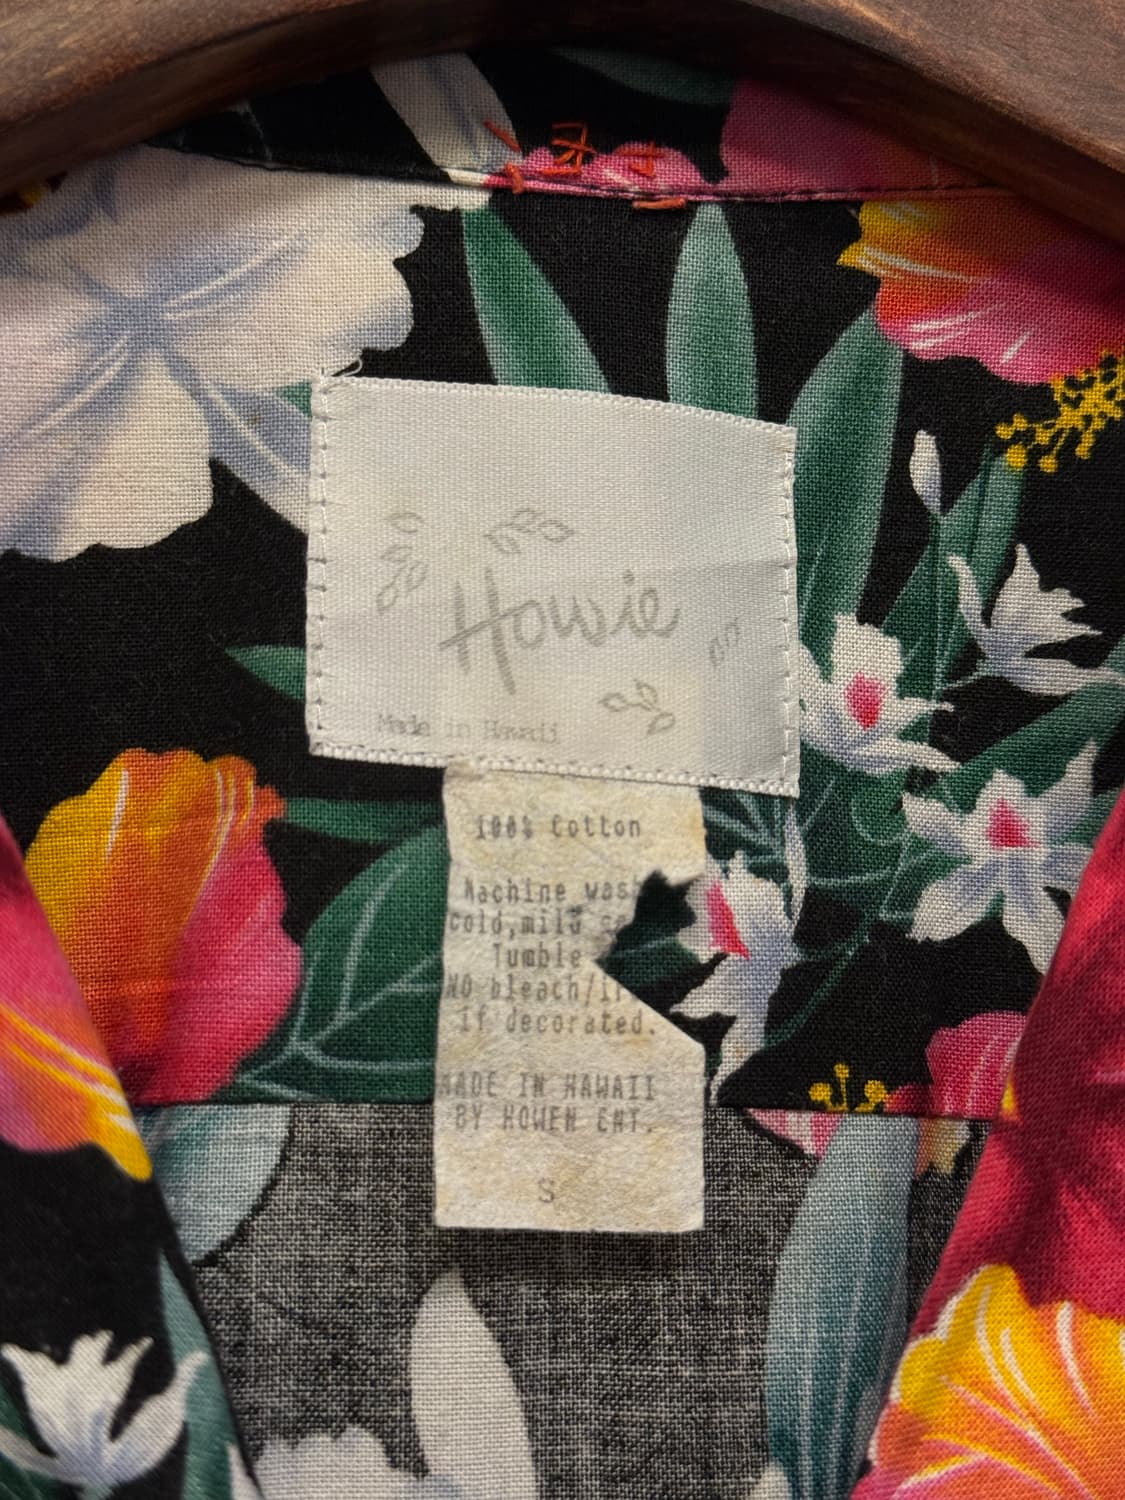 Howie
Made in Hawaii
100% Cotton
Machine wash
cold, mild
Tumble
NO bleach/
if decorated.
MADE IN HAWAII
BY HOWEN ENT.
S